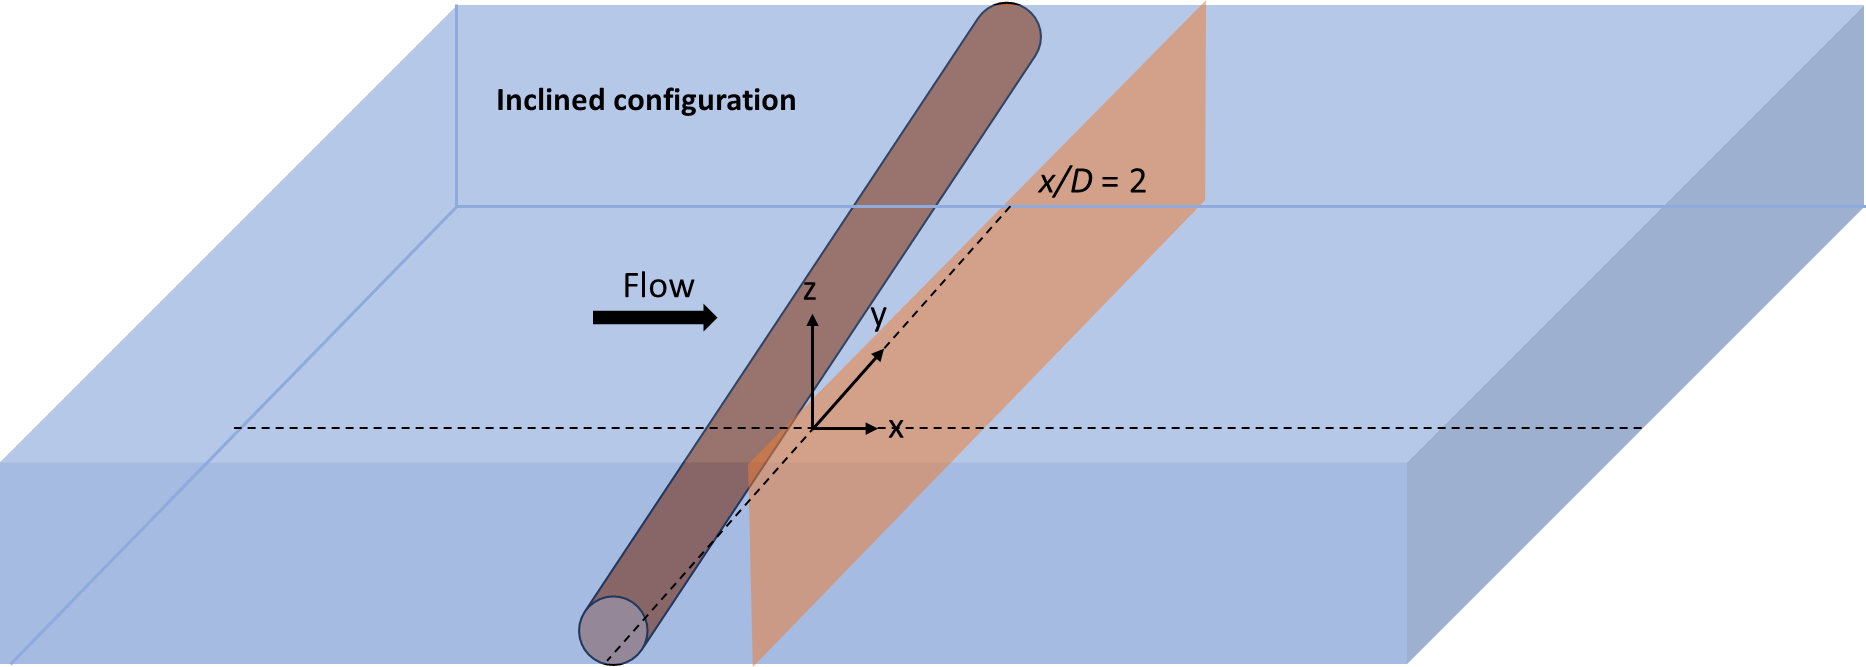 Inclined configuration
x/D = 2
Flow
z
y
x